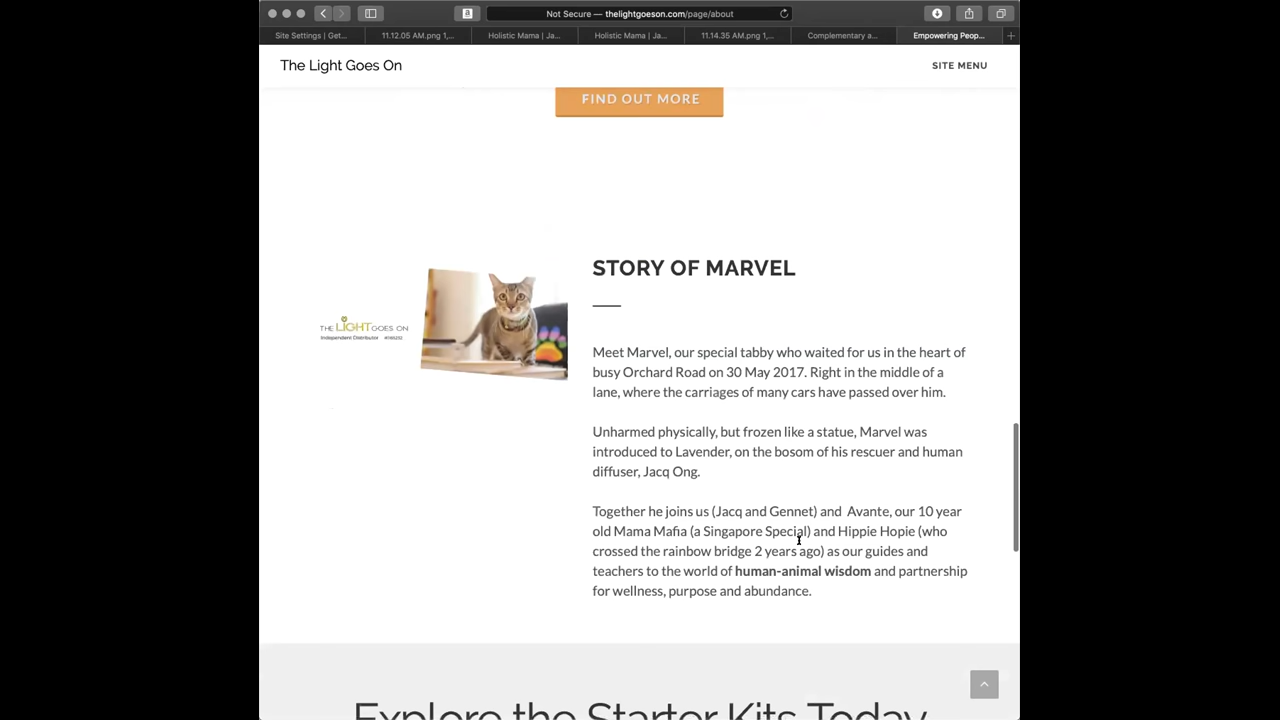 Not Secure — thelightgoeson.com/page/about
Site Settings | Get...
11.12.05 AM.png 1,...
Holistic Mama | Ja...
Holistic Mama | Ja...
11.14.35 AM.png 1,...
Complementary a...
Empowering Peop...
The Light Goes On
SITE MENU
FIND OUT MORE
STORY OF MARVEL
THE LIGHT GOES ON
Independent Distributor
Meet Marvel, our special tabby who waited for us in the heart of
busy Orchard Road on 30 May 2017. Right in the middle of a
lane, where the carriages of many cars have passed over him.
Unharmed physically, but frozen like a statue, Marvel was
introduced to Lavender, on the bosom of his rescuer and human
diffuser, Jacq Ong.
Together he joins us (Jacq and Gennet) and Avante, our 10 year
old Mama Mafia (a Singapore Special) and Hippie Hopie (who
crossed the rainbow bridge 2 years ago) as our guides and
teachers to the world of human-animal wisdom and partnership
for wellness, purpose and abundance.
Explore the Starter Kits Today